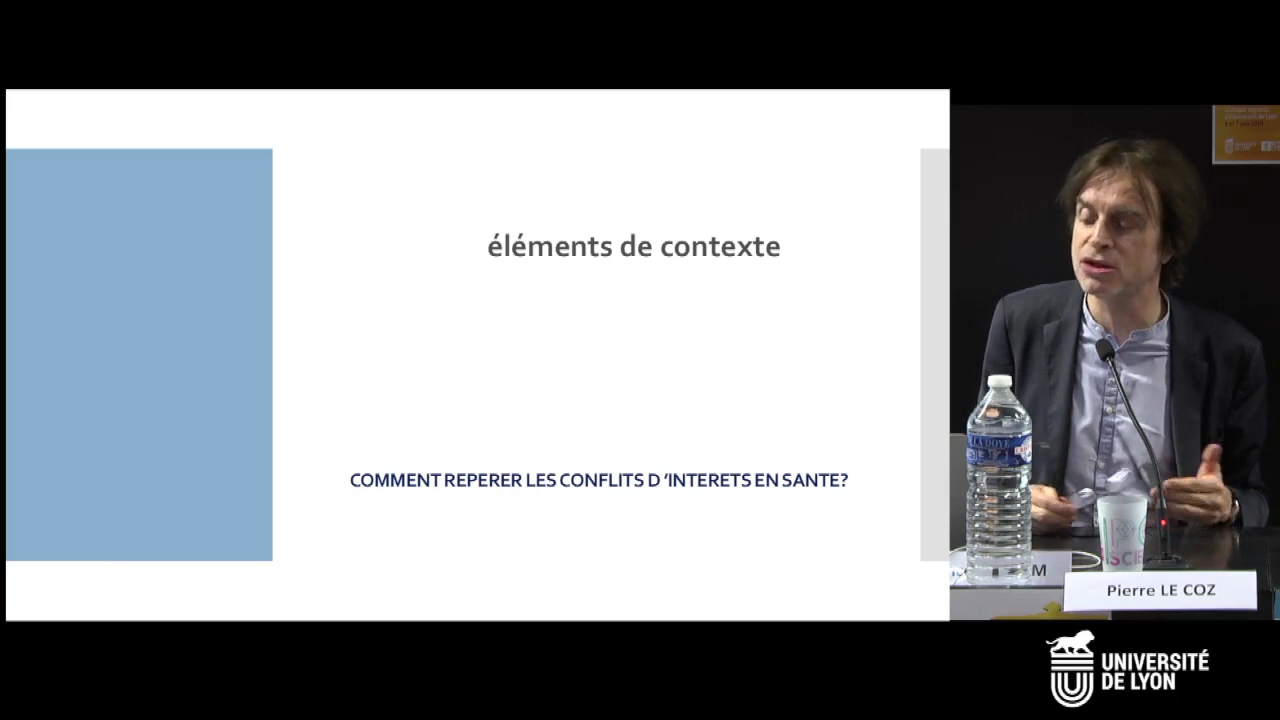 éléments de contexte
COMMENT REPERER LES CONFLITS D ’INTERETS EN SANTE?
Pierre LE COZ
UNIVERSITÉ
DE LYON